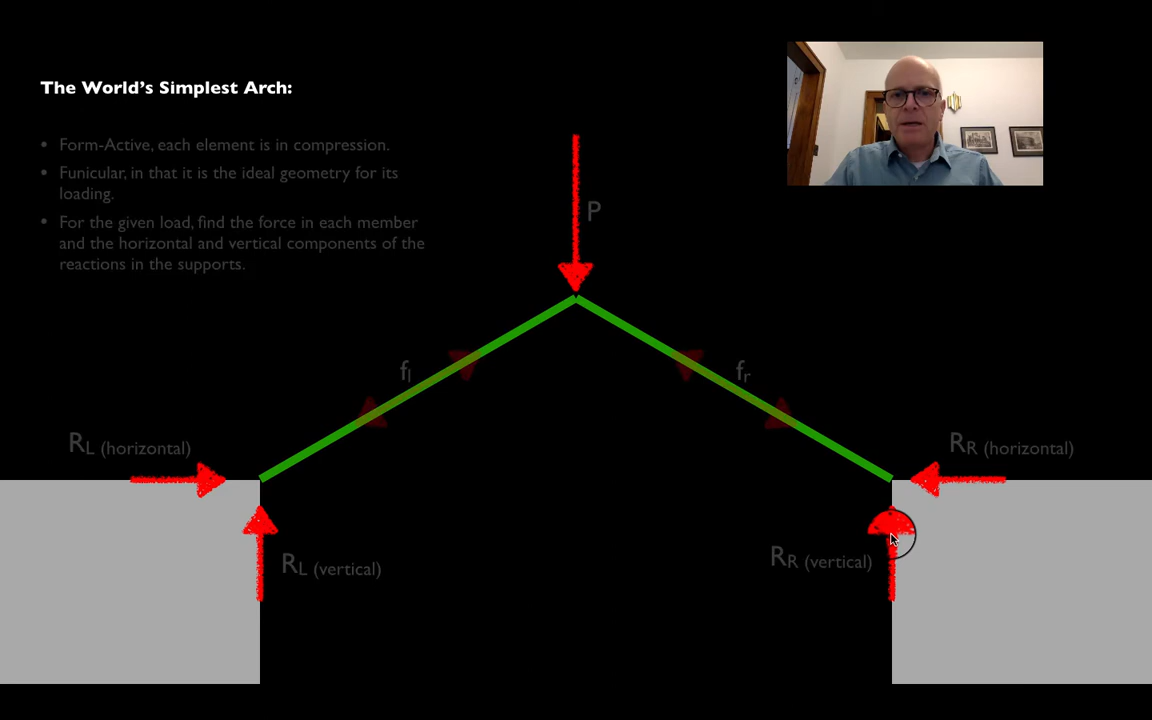 The World's Simplest Arch:
• Form-Active, each element is in compression.
• Funicular, in that it is the ideal geometry for its
loading.
• For the given load, find the force in each member
and the horizontal and vertical components of the
reactions in the supports.
P
fl
fr
RL (horizontal)
RR (horizontal)
RL (vertical)
RR (vertical)